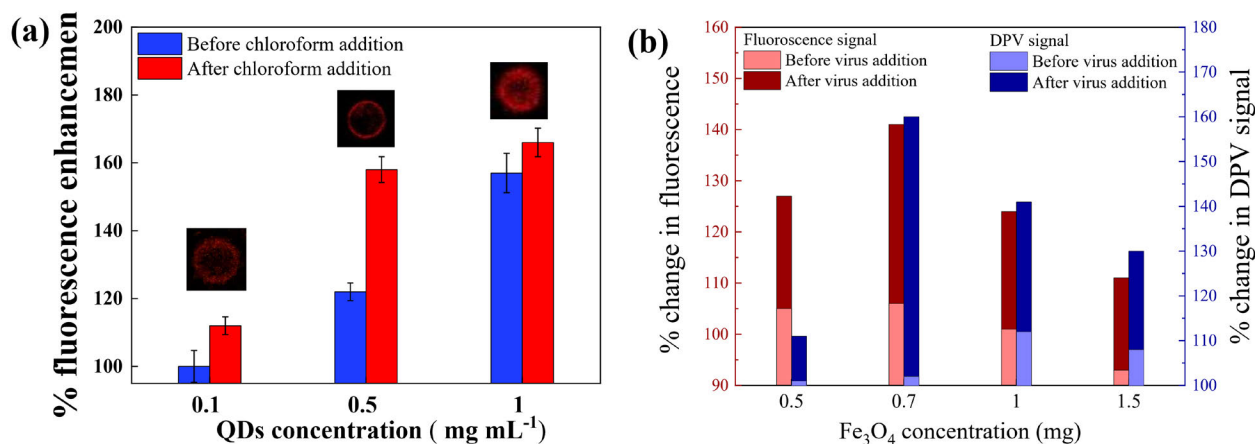 (a)
% fluorescence enhancemen
200
180
160
140
120
100
Before chloroform addition
After chloroform addition
0.1
0.5
1
QDs concentration ( mg mL⁻¹)
(b)
% change in fluorescence
160
150
140
130
120
110
100
90
Fluoroscence signal
Before virus addition
After virus addition
DPV signal
Before virus addition
After virus addition
180
170
160
150
140
130
120
110
100
% change in DPV signal
0.5
0.7
1
1.5
Fe₃O₄ concentration (mg)